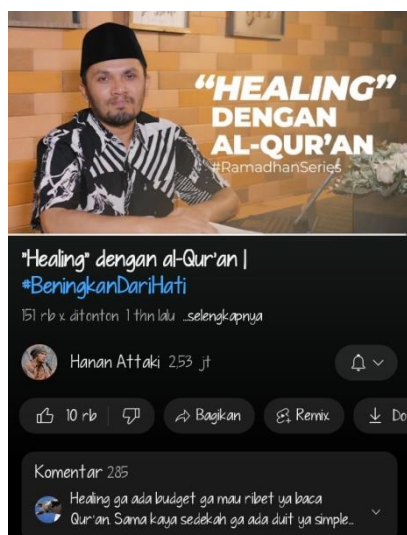 “HEALING”
DENGAN
AL-QUR'AN
#RamadhanSeries
"Healing" dengan al-Qur'an |
#BeningkanDariHati
151 rb x ditonton 1 thn lalu ...selengkapnya
Hanan Attaki 2,53 jt
10 rb Bagikan Remix Do
Komentar 285
Healing ga ada budget ga mau ribet ya baca
Qur'an. Sama kaya sedekah ga ada duit ya simple...